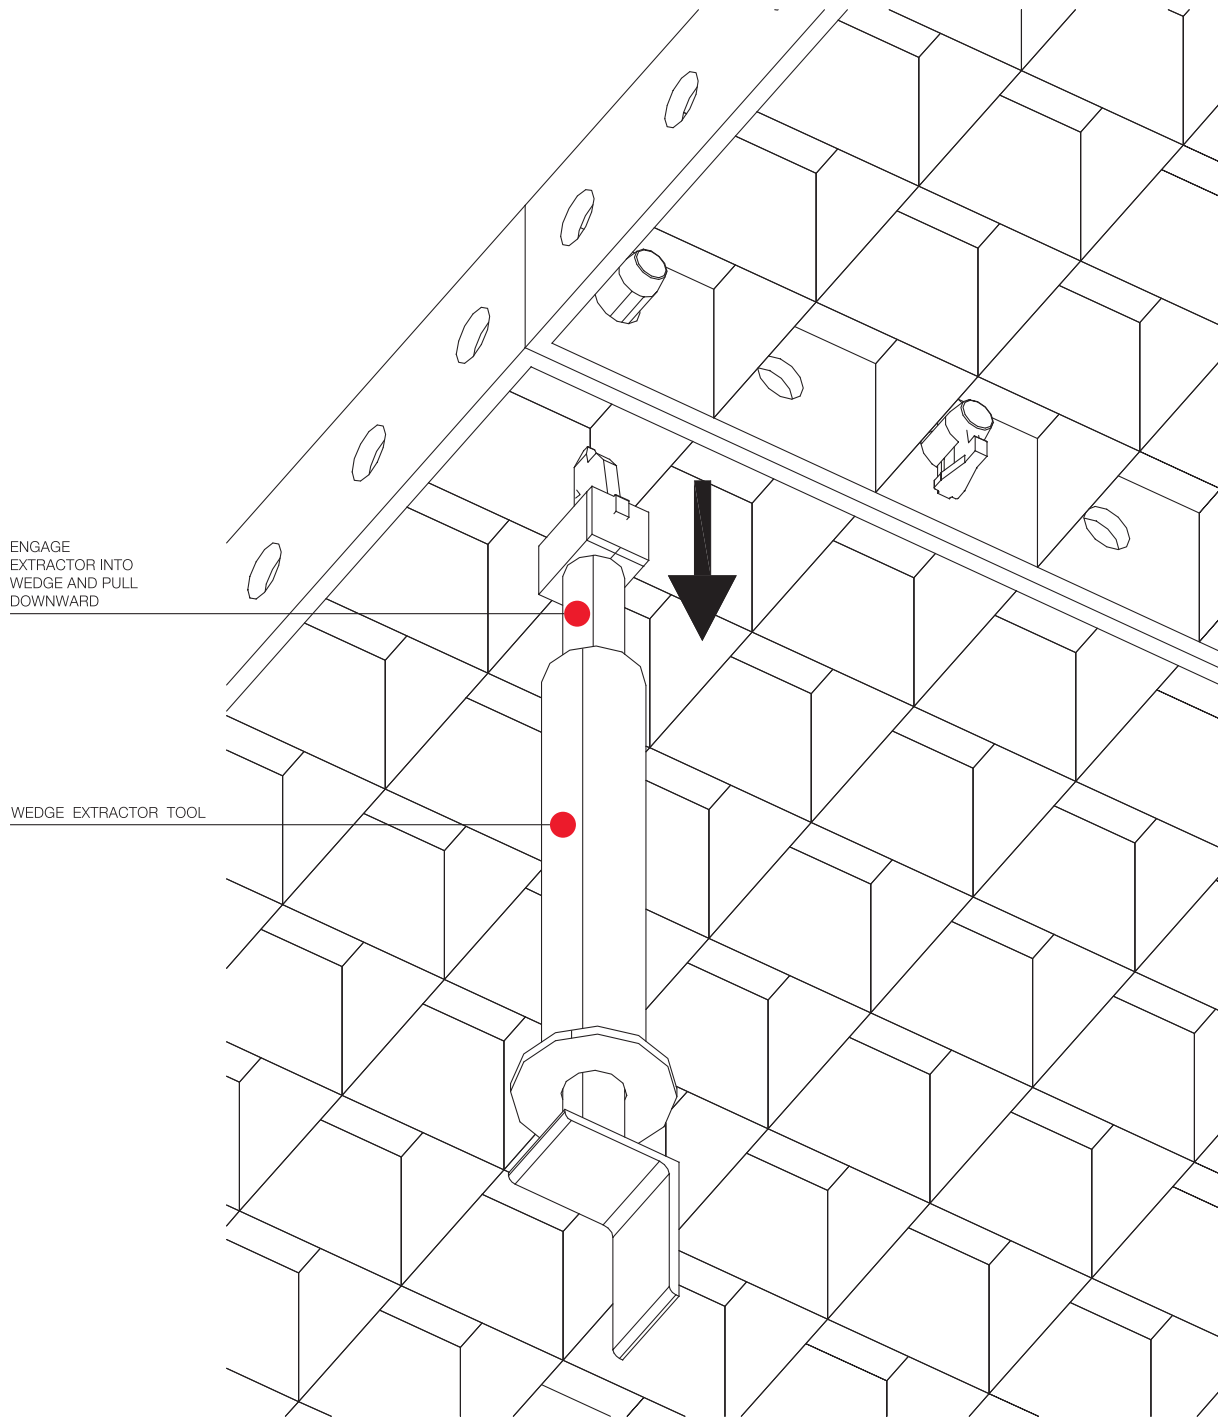 ENGAGE
EXTRACTOR INTO
WEDGE AND PULL
DOWNWARD
WEDGE EXTRACTOR TOOL